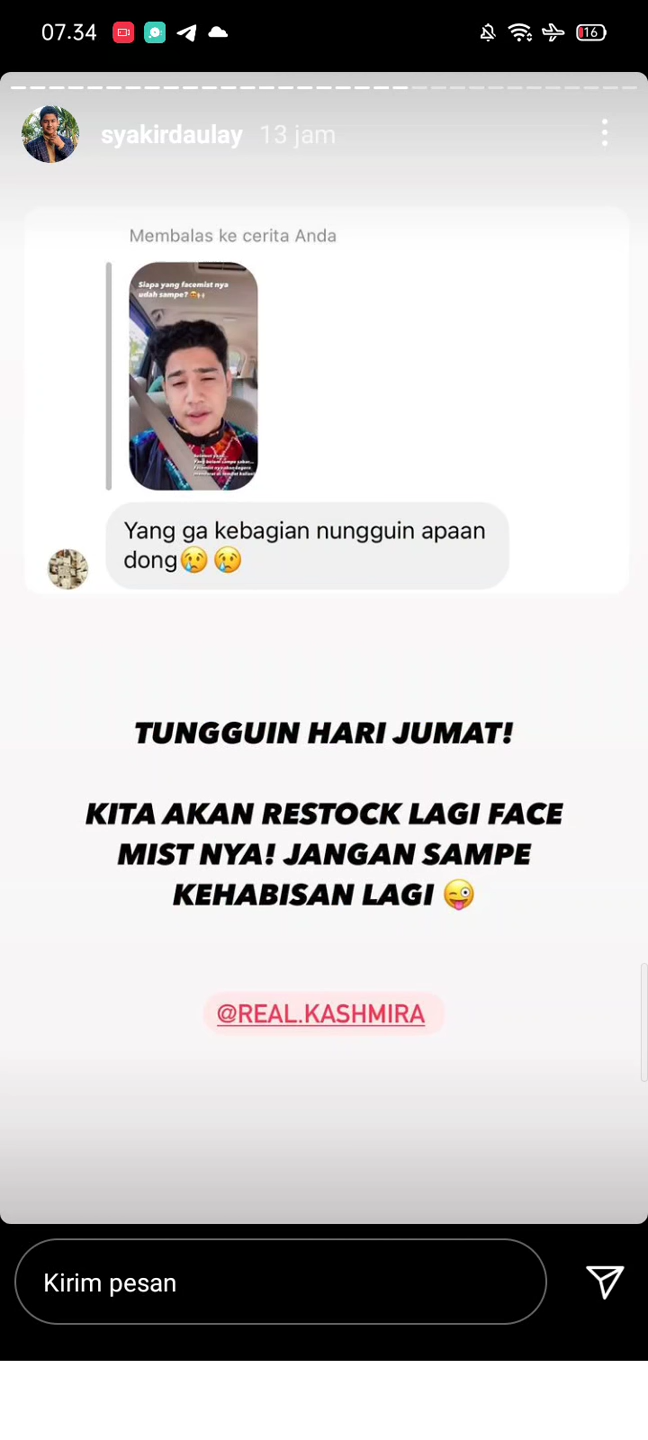 07.34
16
syakirdaulay 13 jam
Membalas ke cerita Anda
Siapa yang facemist nya
udah sampe? 🥰🙌🏻
Yang ga kebagian nungguin apaan
dong😢 😢
TUNGGUIN HARI JUMAT!
KITA AKAN RESTOCK LAGI FACE
MIST NYA! JANGAN SAMPE
KEHABISAN LAGI 😜
@REAL.KASHMIRA
Kirim pesan